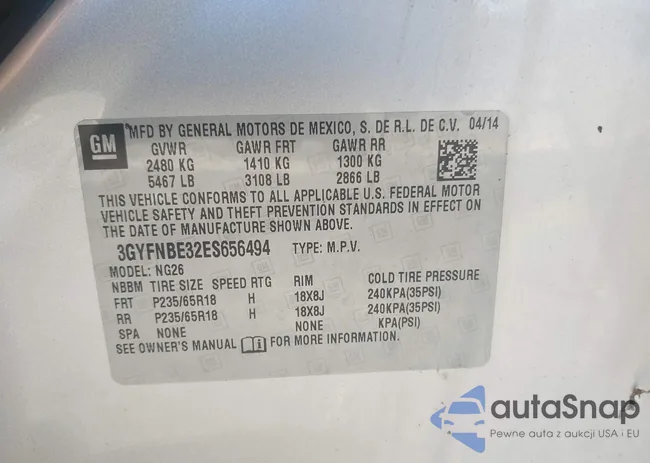 GM
MFD BY GENERAL MOTORS DE MEXICO, S. DE R.L. DE C.V. 04/14
GVWR GAWR FRT GAWR RR
2480 KG 1410 KG 1300 KG
5467 LB 3108 LB 2866 LB
THIS VEHICLE CONFORMS TO ALL APPLICABLE U.S. FEDERAL MOTOR
VEHICLE SAFETY AND THEFT PREVENTION STANDARDS IN EFFECT ON
THE DATE OF MANUFACTURE SHOWN ABOVE.
3GYFNBE32ES656494 TYPE: M.P.V.
MODEL: NG26
NBBM TIRE SIZE SPEED RTG RIM COLD TIRE PRESSURE
FRT P235/65R18 H 18X8J 240KPA(35PSI)
RR P235/65R18 H 18X8J 240KPA(35PSI)
SPA NONE NONE KPA(PSI)
SEE OWNER'S MANUAL FOR MORE INFORMATION.
autaSnap
Pewne auta z aukcji USA i EU